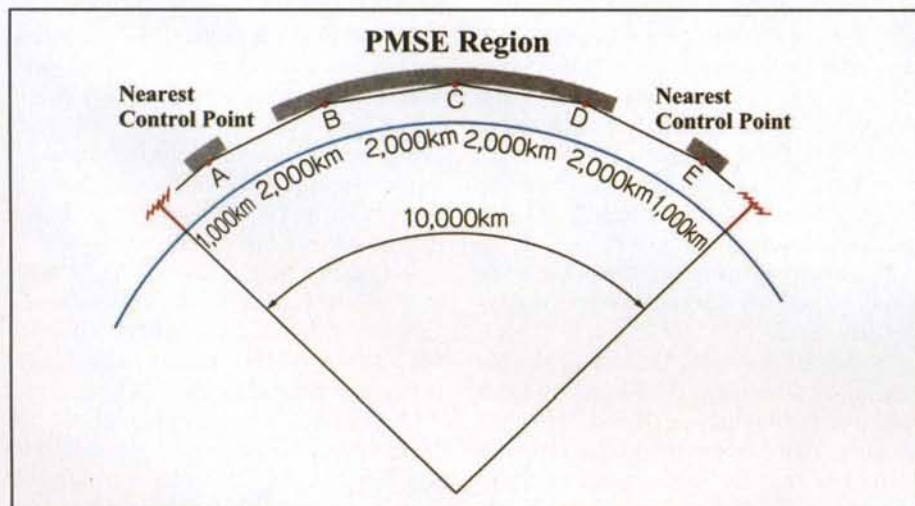 PMSE Region
Nearest
Control Point
Nearest
Control Point
A
B
C
D
E
1,000km
2,000km
2,000km
2,000km
2,000km
1,000km
10,000km